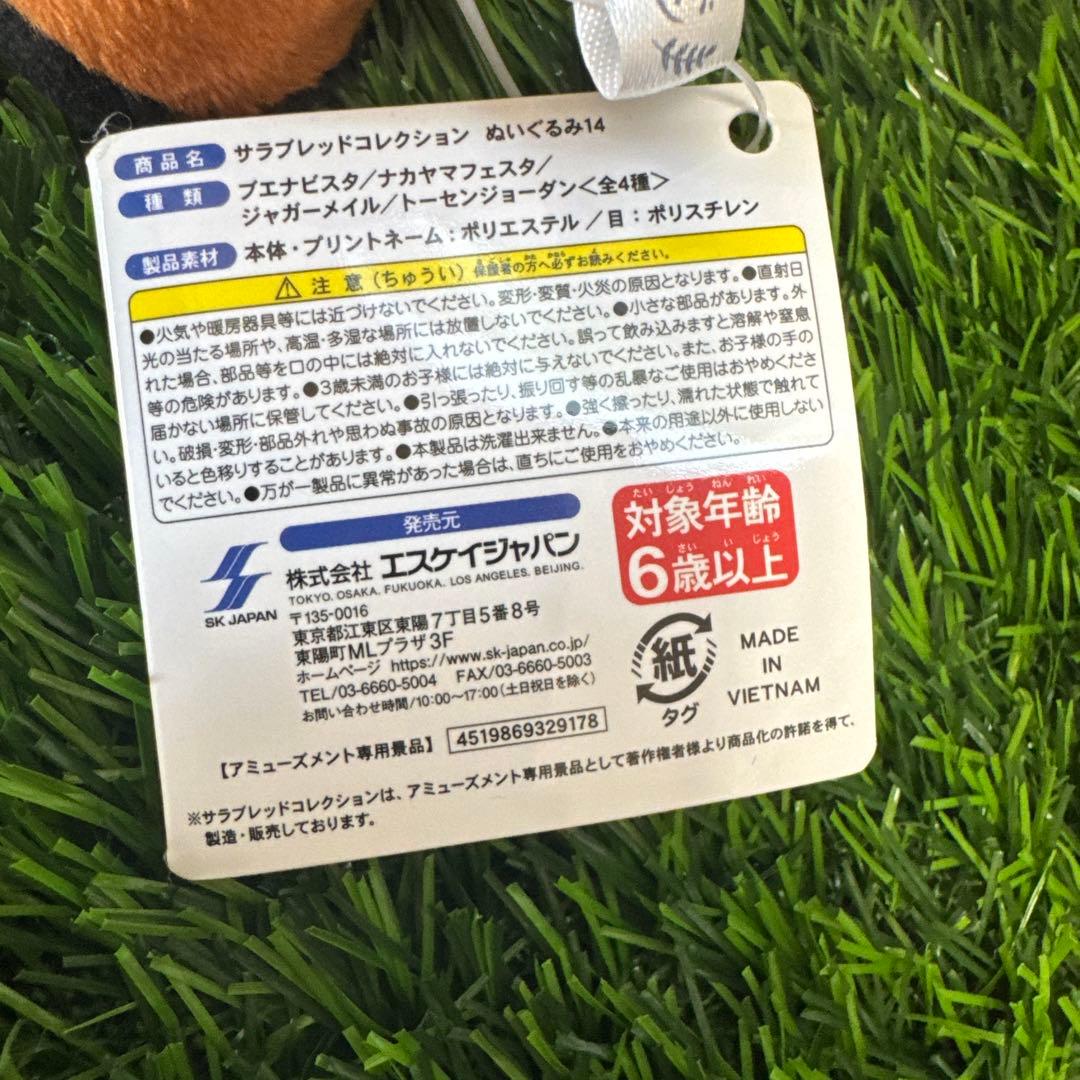 商品名 サラブレッドコレクション ぬいぐるみ14
種類 ブエナビスタ/ナカヤマフェスタ/
ジャガーメイル/トーセンジョーダン<全4種>
製品素材 本体・プリントネーム:ポリエステル/目:ポリスチレン
⚠注意(ちゅうい)保護者の方へ必ずお読みください。
●火気や暖房器具等には近づけないでください。変形・変質・火災の原因となります。●直射日
光の当たる場所や、高温・多湿な場所には放置しないでください。●小さな部品があります。外
れた場合、部品等を口の中には絶対に入れないでください。誤って飲み込みますと溶解や窒息
等の危険があります。●3歳未満のお子様には絶対に与えないでください。また、お子様の手の
届かない場所に保管してください。●引っ張ったり、振り回す等の乱暴なご使用はおやめくださ
い。破損・変形・部品外れや思わぬ事故の原因となります。●強く擦ったり、濡れた状態で触れて
いると色移りすることがあります。●本製品は洗濯出来ません。●本来の用途以外に使用しない
でください。●万が一製品に異常があった場合は、直ちにご使用をおやめください。
発売元
SK JAPAN
株式会社 エスケイジャパン
TOKYO. OSAKA. FUKUOKA. LOS ANGELES. BEIJING.
〒135-0016
東京都江東区東陽7丁目5番8号
東陽町MLプラザ3F
ホームページ https://www.sk-japan.co.jp/
TEL/03-6660-5004 FAX/03-6660-5003
お問い合わせ時間/10:00〜17:00(土日祝日を除く)
たいしょうねんれい
対象年齢
さいいじょう
6歳以上
紙
タグ
MADE
IN
VIETNAM
【アミューズメント専用景品】 4519869329178
※サラブレッドコレクションは、アミューズメント専用景品として著作権者様より商品化の許諾を得て、
製造・販売しております。